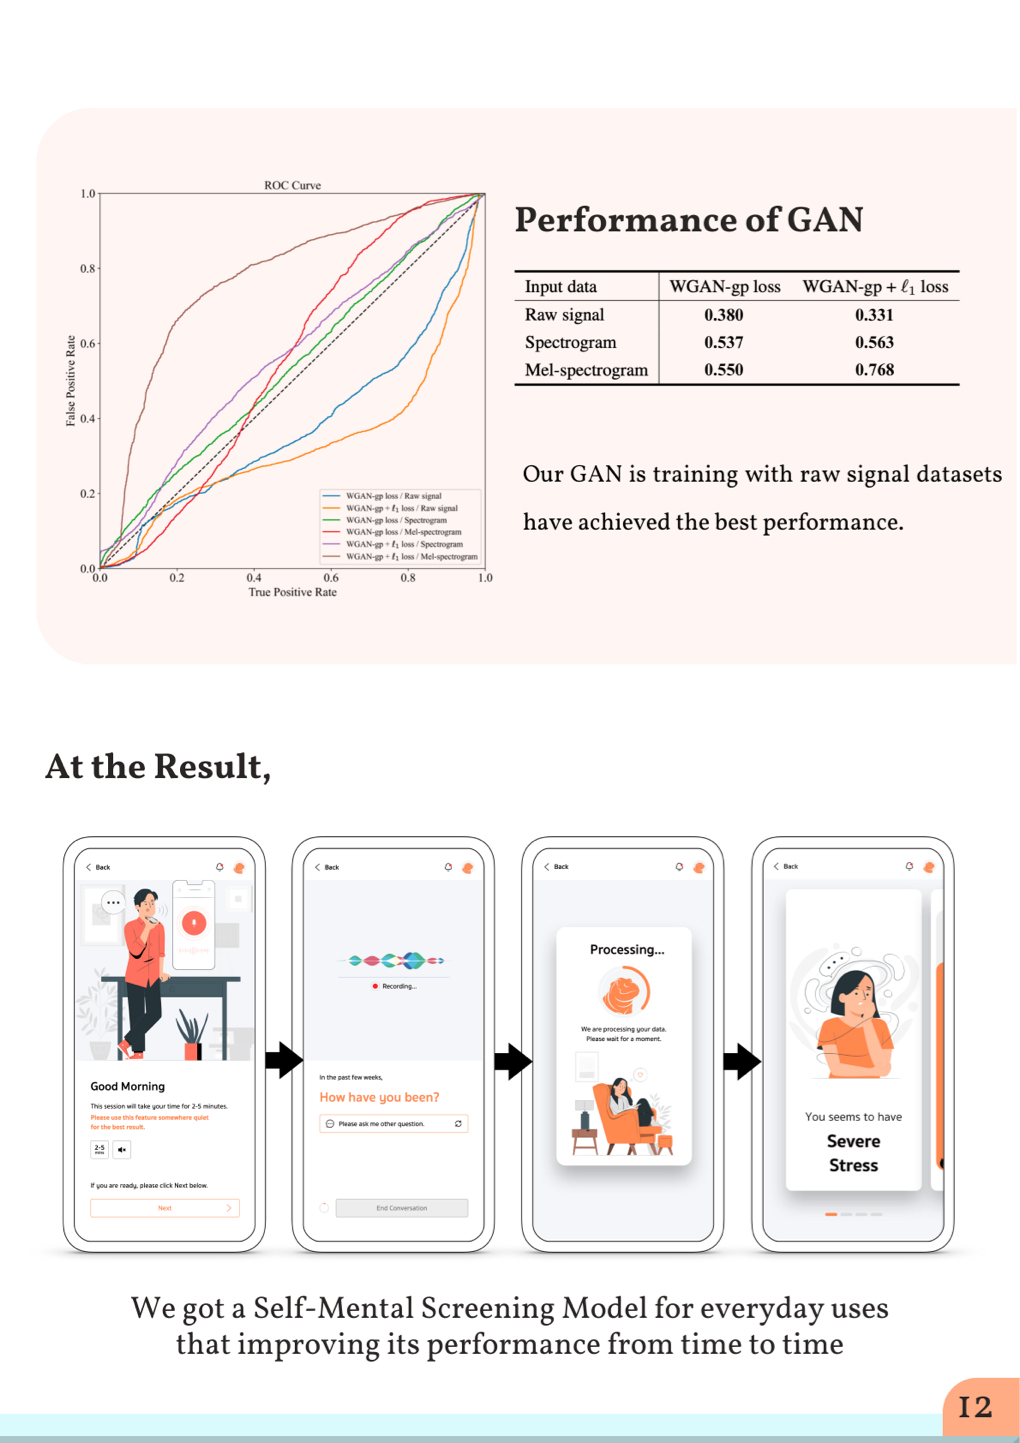 ROC Curve
1.0
0.8
0.6
0.4
0.2
0.0
False Positive Rate
0.0 0.2 0.4 0.6 0.8 1.0
True Positive Rate
WGAN-gp loss / Raw signal
WGAN-gp + ℓ1 loss / Raw signal
WGAN-gp loss / Spectrogram
WGAN-gp loss / Mel-spectrogram
WGAN-gp + ℓ1 loss / Spectrogram
WGAN-gp + ℓ1 loss / Mel-spectrogram
Performance of GAN
Input data WGAN-gp loss WGAN-gp + ℓ1 loss
Raw signal 0.380 0.331
Spectrogram 0.537 0.563
Mel-spectrogram 0.550 0.768
Our GAN is training with raw signal datasets
have achieved the best performance.
At the Result,
Back
Good Morning
This session will take your time for 2-5 minutes.
Please use this feature somewhere quiet
for the best result.
2-5
mins
If you are ready, please click Next below.
Next
Back
Recording...
In the past few weeks,
How have you been?
Please ask me other question.
End Conversation
Back
Processing...
We are processing your data.
Please wait for a moment.
Back
You seems to have
Severe
Stress
We got a Self-Mental Screening Model for everyday uses
that improving its performance from time to time
12